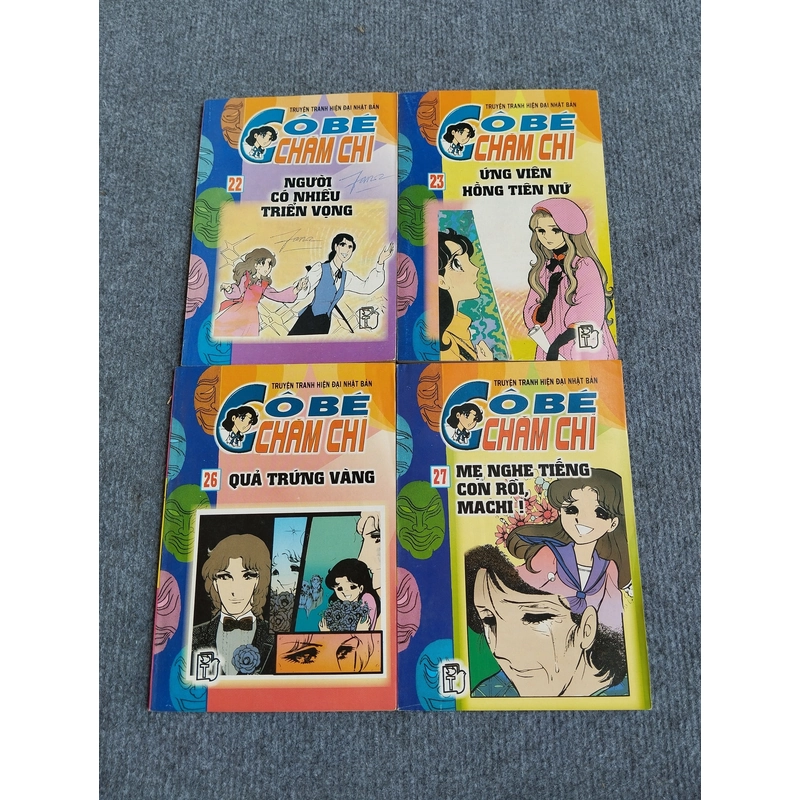 TRUYỆN TRANH HIỆN ĐẠI NHẬT BẢN
CÔ BÉ
CHĂM CHỈ
22
NGƯỜI
CÓ NHIỀU
TRIỂN VỌNG
TRUYỆN TRANH HIỆN ĐẠI NHẬT BẢN
CÔ BÉ
CHĂM CHỈ
23
ỨNG VIÊN
HỒNG TIÊN NỮ
TRUYỆN TRANH HIỆN ĐẠI NHẬT BẢN
CÔ BÉ
CHĂM CHỈ
26
QUẢ TRỨNG VÀNG
TRUYỆN TRANH HIỆN ĐẠI NHẬT BẢN
CÔ BÉ
CHĂM CHỈ
27
MẸ NGHE TIẾNG
CON RỒI,
MACHI !